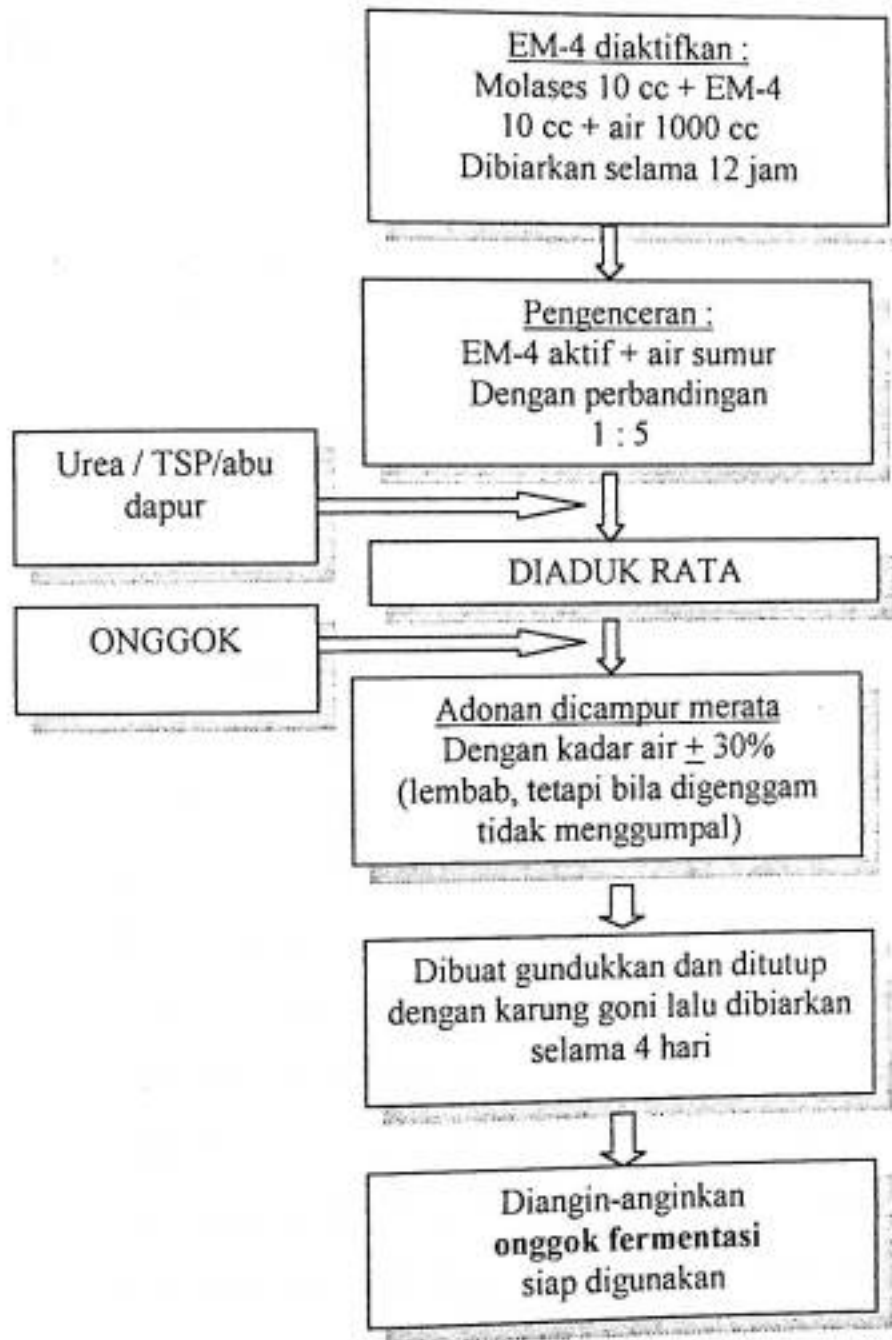 EM-4 diaktifkan :
Molases 10 cc + EM-4
10 cc + air 1000 cc
Dibiarkan selama 12 jam
Pengenceran :
EM-4 aktif + air sumur
Dengan perbandingan
1 : 5
Urea / TSP/abu
dapur
DIADUK RATA
ONGGOK
Adonan dicampur merata
Dengan kadar air ± 30%
(lembab, tetapi bila digenggam
tidak menggumpal)
Dibuat gundukkan dan ditutup
dengan karung goni lalu dibiarkan
selama 4 hari
Diangin-anginkan
onggok fermentasi
siap digunakan